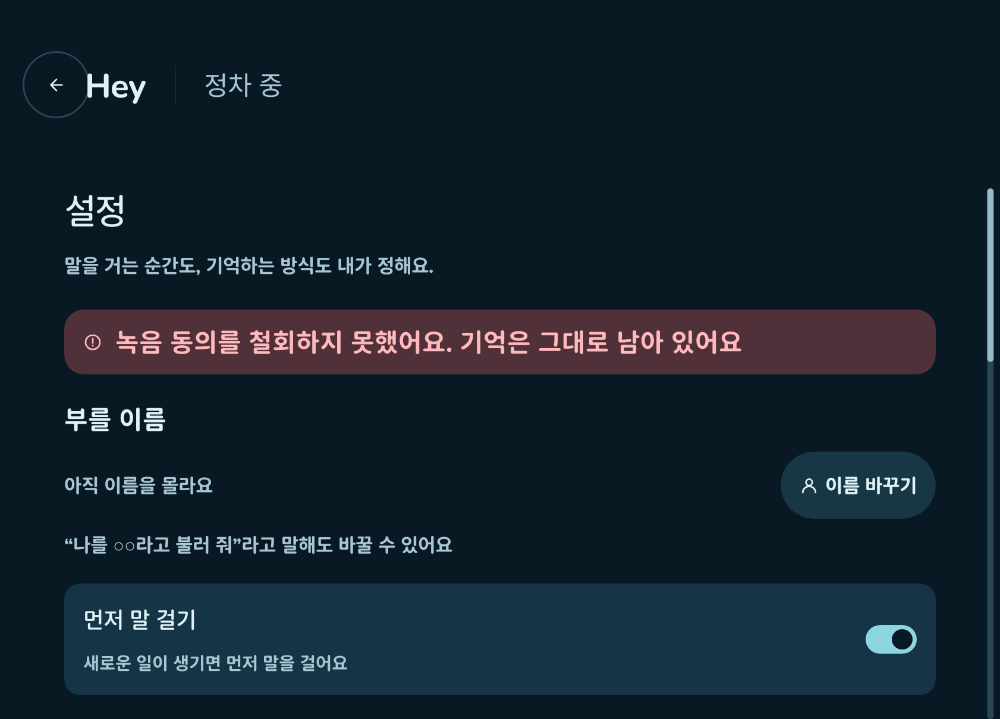 Hey
정차 중
설정
말을 거는 순간도, 기억하는 방식도 내가 정해요.
녹음 동의를 철회하지 못했어요. 기억은 그대로 남아 있어요
부를 이름
아직 이름을 몰라요
이름 바꾸기
“나를 ○○라고 불러 줘”라고 말해도 바꿀 수 있어요
먼저 말 걸기
새로운 일이 생기면 먼저 말을 걸어요